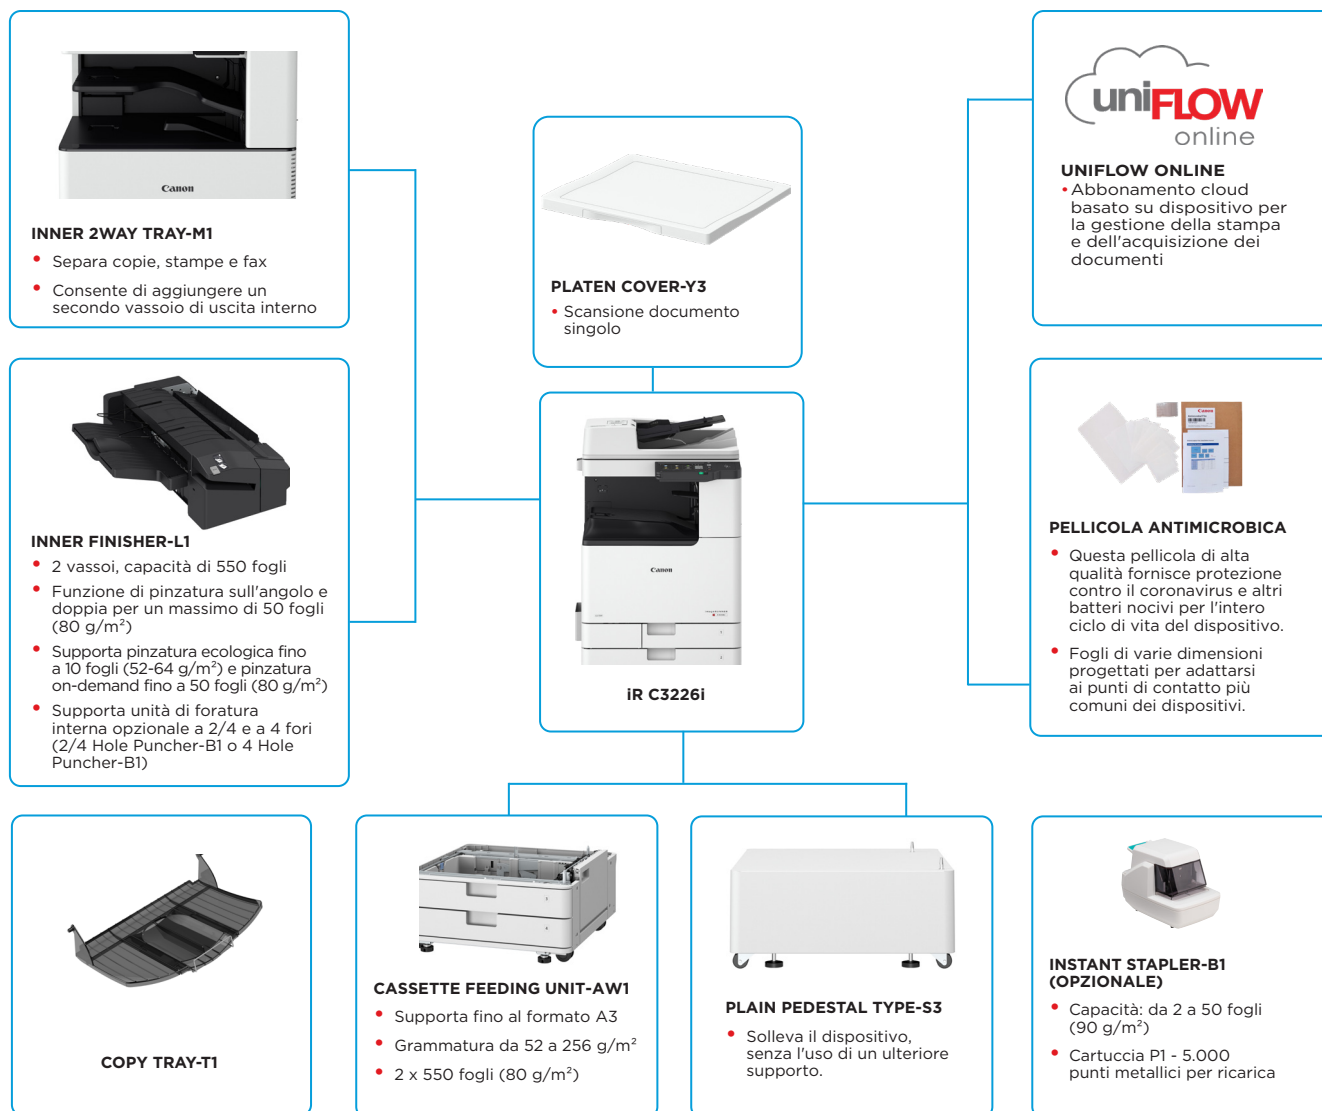 Canon
INNER 2WAY TRAY-M1
• Separa copie, stampe e fax
• Consente di aggiungere un
secondo vassoio di uscita interno
PLATEN COVER-Y3
• Scansione documento
singolo
uniFLOW
online
UNIFLOW ONLINE
• Abbonamento cloud
basato su dispositivo per
la gestione della stampa
e dell'acquisizione dei
documenti
INNER FINISHER-L1
• 2 vassoi, capacità di 550 fogli
• Funzione di pinzatura sull'angolo e
doppia per un massimo di 50 fogli
(80 g/m²)
• Supporta pinzatura ecologica fino
a 10 fogli (52-64 g/m²) e pinzatura
on-demand fino a 50 fogli (80 g/m²)
• Supporta unità di foratura
interna opzionale a 2/4 e a 4 fori
(2/4 Hole Puncher-B1 o 4 Hole
Puncher-B1)
Canon
iR C3226i
Canon
PELLICOLA ANTIMICROBICA
• Questa pellicola di alta
qualità fornisce protezione
contro il coronavirus e altri
batteri nocivi per l'intero
ciclo di vita del dispositivo.
• Fogli di varie dimensioni
progettati per adattarsi
ai punti di contatto più
comuni dei dispositivi.
COPY TRAY-T1
CASSETTE FEEDING UNIT-AW1
• Supporta fino al formato A3
• Grammatura da 52 a 256 g/m²
• 2 x 550 fogli (80 g/m²)
PLAIN PEDESTAL TYPE-S3
• Solleva il dispositivo,
senza l'uso di un ulteriore
supporto.
INSTANT STAPLER-B1
(OPZIONALE)
• Capacità: da 2 a 50 fogli
(90 g/m²)
• Cartuccia P1 - 5.000
punti metallici per ricarica